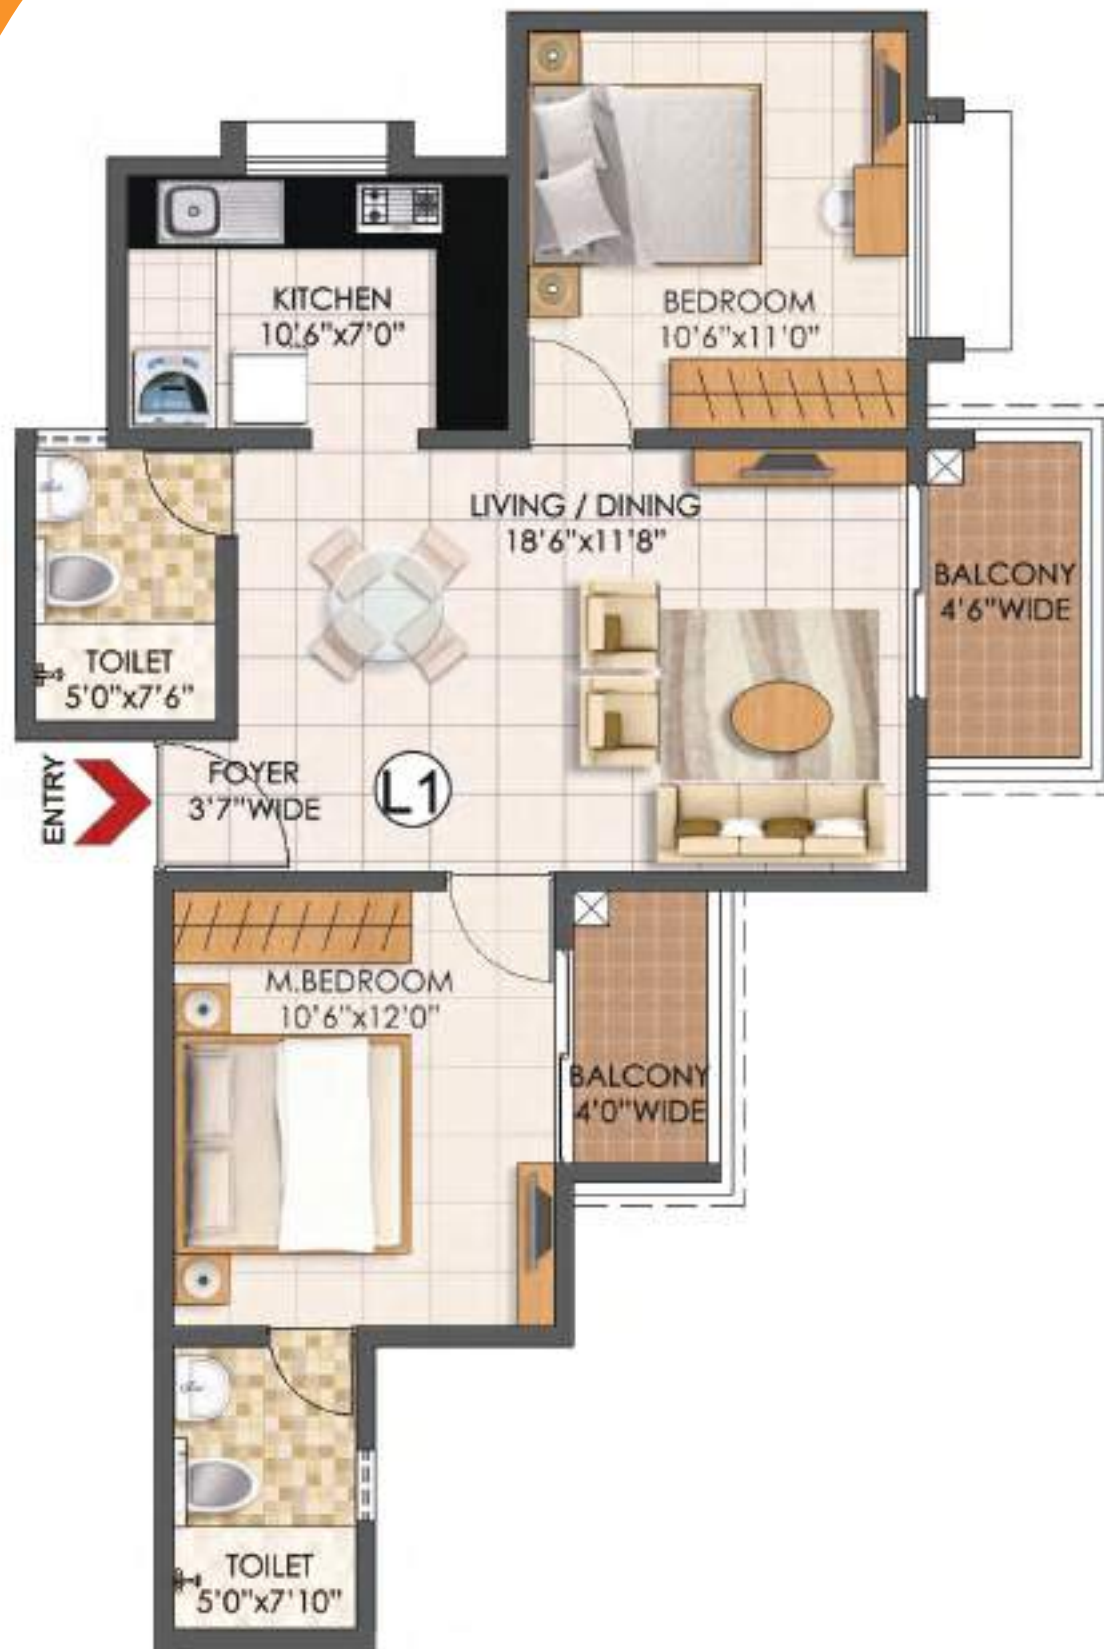 KITCHEN
10'6"x7'0"
BEDROOM
10'6"x11'0"
LIVING / DINING
18'6"x11'8"
BALCONY
4'6"WIDE
TOILET
5'0"x7'6"
ENTRY
FOYER
3'7"WIDE
L1
M.BEDROOM
10'6"x12'0"
BALCONY
4'0"WIDE
TOILET
5'0"x7'10"